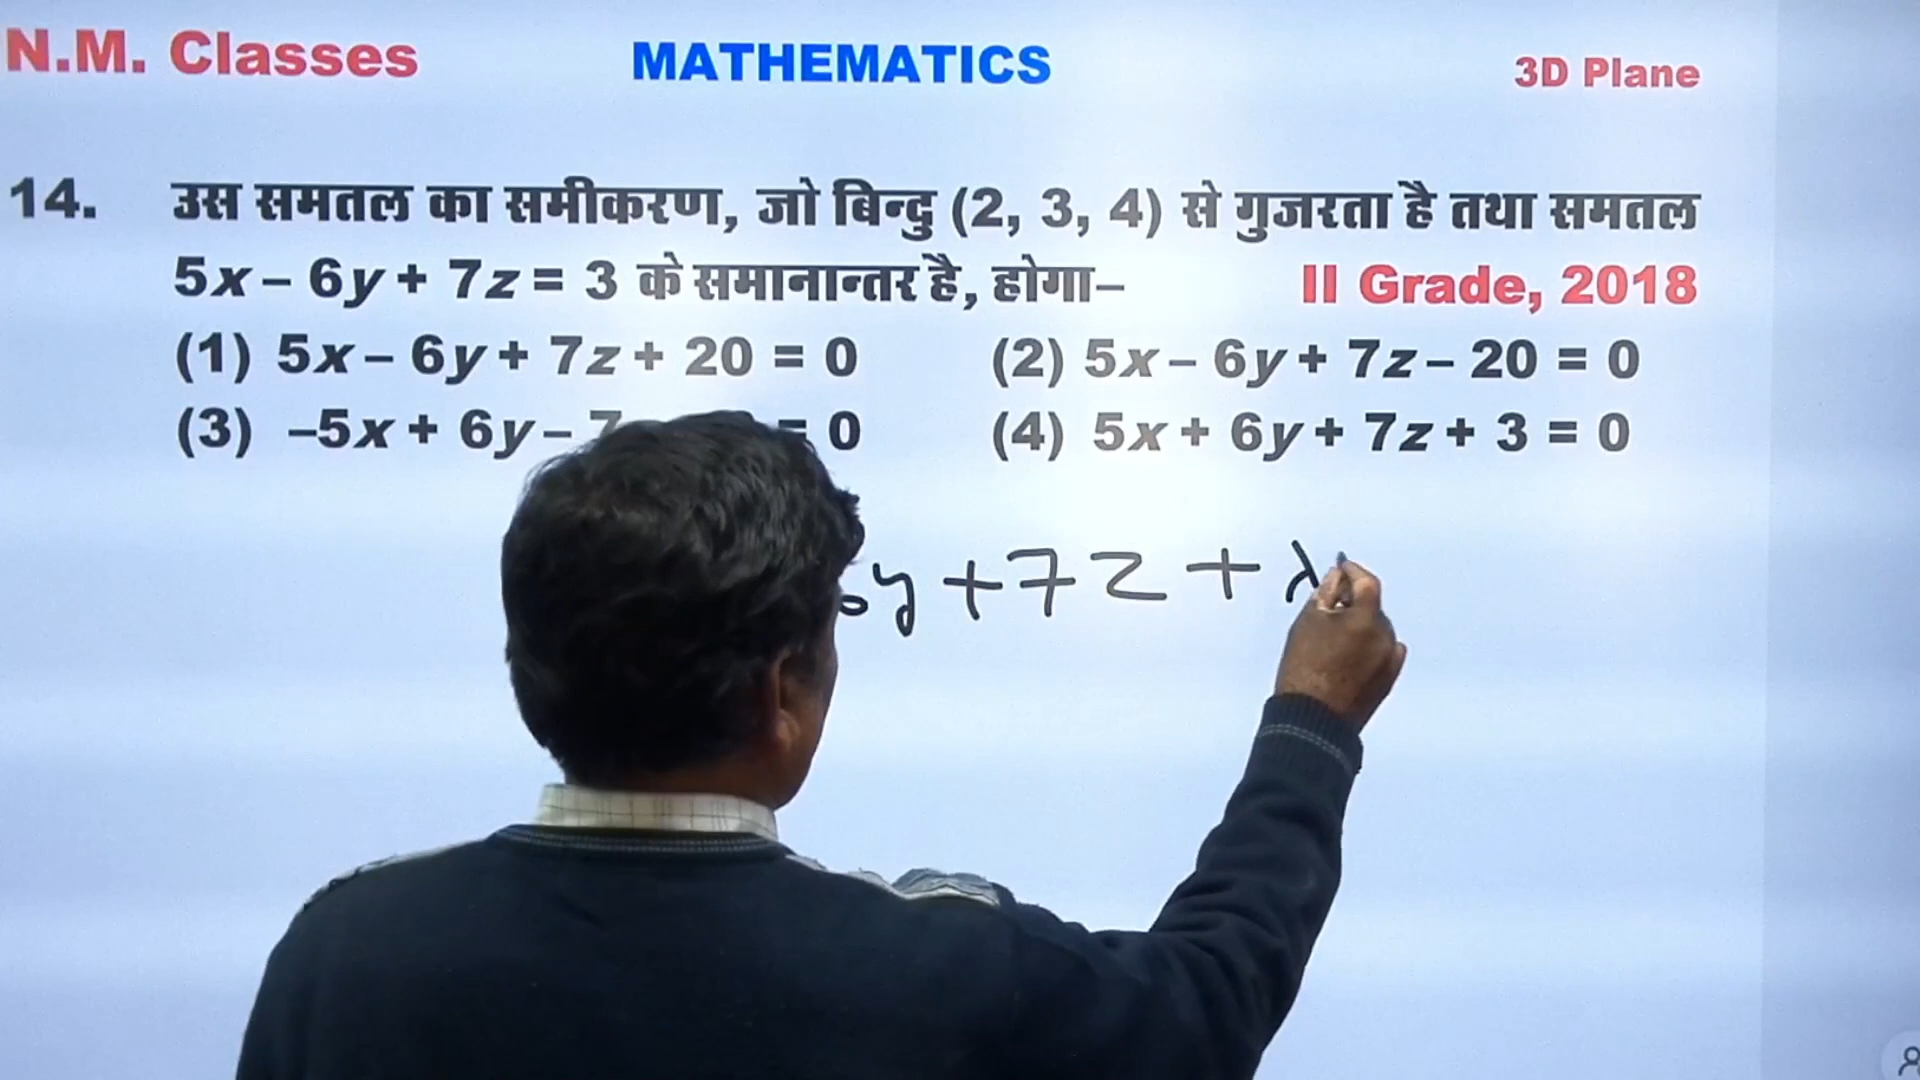 N.M. Classes MATHEMATICS 3D Plane
14. उस समतल का समीकरण, जो बिन्दु (2, 3, 4) से गुजरता है तथा समतल
5x – 6y + 7z = 3 के समानान्तर है, होगा– II Grade, 2018
(1) 5x – 6y + 7z + 20 = 0 (2) 5x – 6y + 7z – 20 = 0
(3) –5x + 6y – 7 = 0 (4) 5x + 6y + 7z + 3 = 0
y + 7z + λ